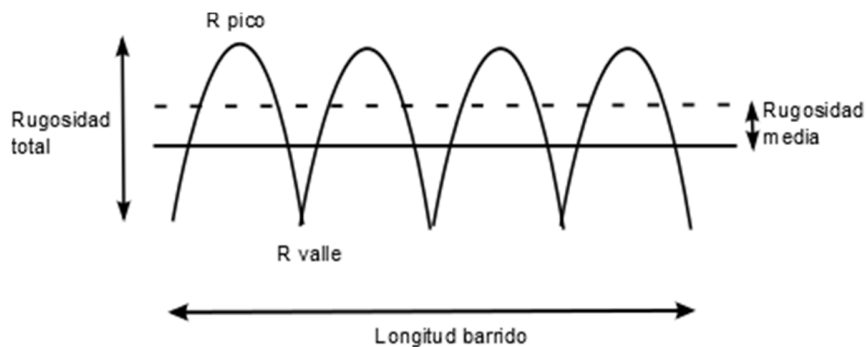 R pico
Rugosidad
total
Rugosidad
media
R valle
Longitud barrido